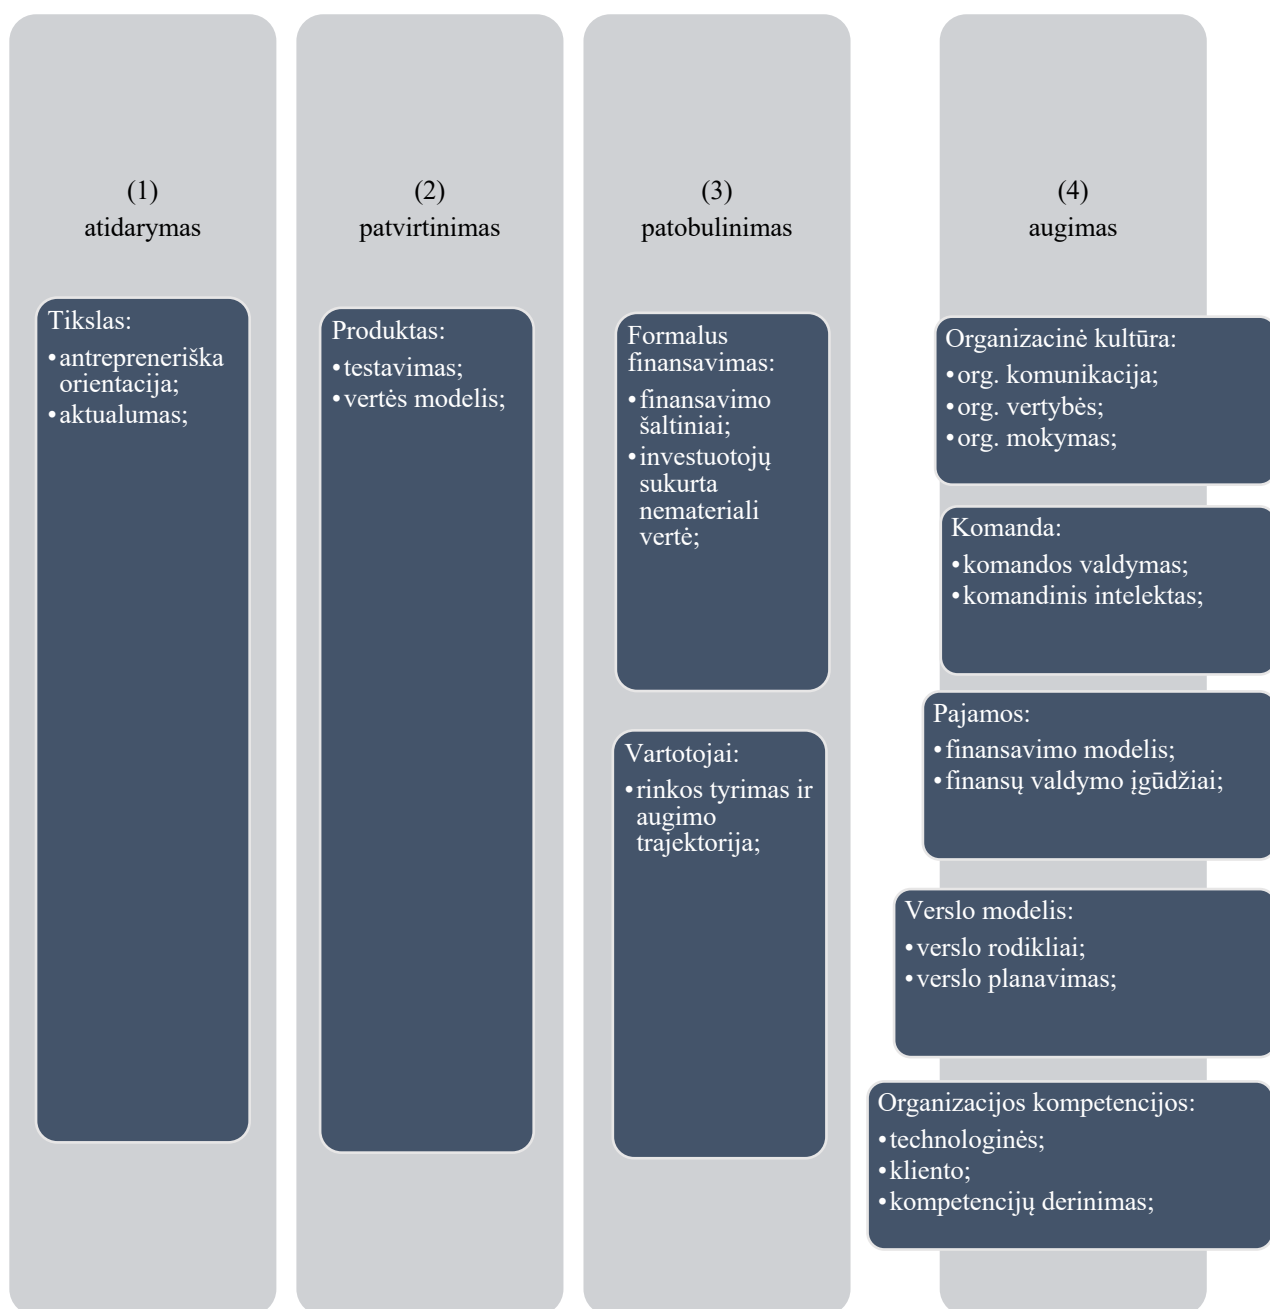 (1)
atidarymas
Tikslas:
•antrepreneriška
orientacija;
•aktualumas;
(2)
patvirtinimas
Produktas:
•testavimas;
•vertės modelis;
(3)
patobulinimas
Formalus
finansavimas:
•finansavimo
šaltiniai;
•investuotojų
sukurta
nemateriali
vertė;
Vartotojai:
•rinkos tyrimas ir
augimo
trajektorija;
(4)
augimas
Organizacinė kultūra:
•org. komunikacija;
•org. vertybės;
•org. mokymas;
Komanda:
•komandos valdymas;
•komandinis intelektas;
Pajamos:
•finansavimo modelis;
•finansų valdymo įgūdžiai;
Verslo modelis:
•verslo rodikliai;
•verslo planavimas;
Organizacijos kompetencijos:
•technologinės;
•kliento;
•kompetencijų derinimas;